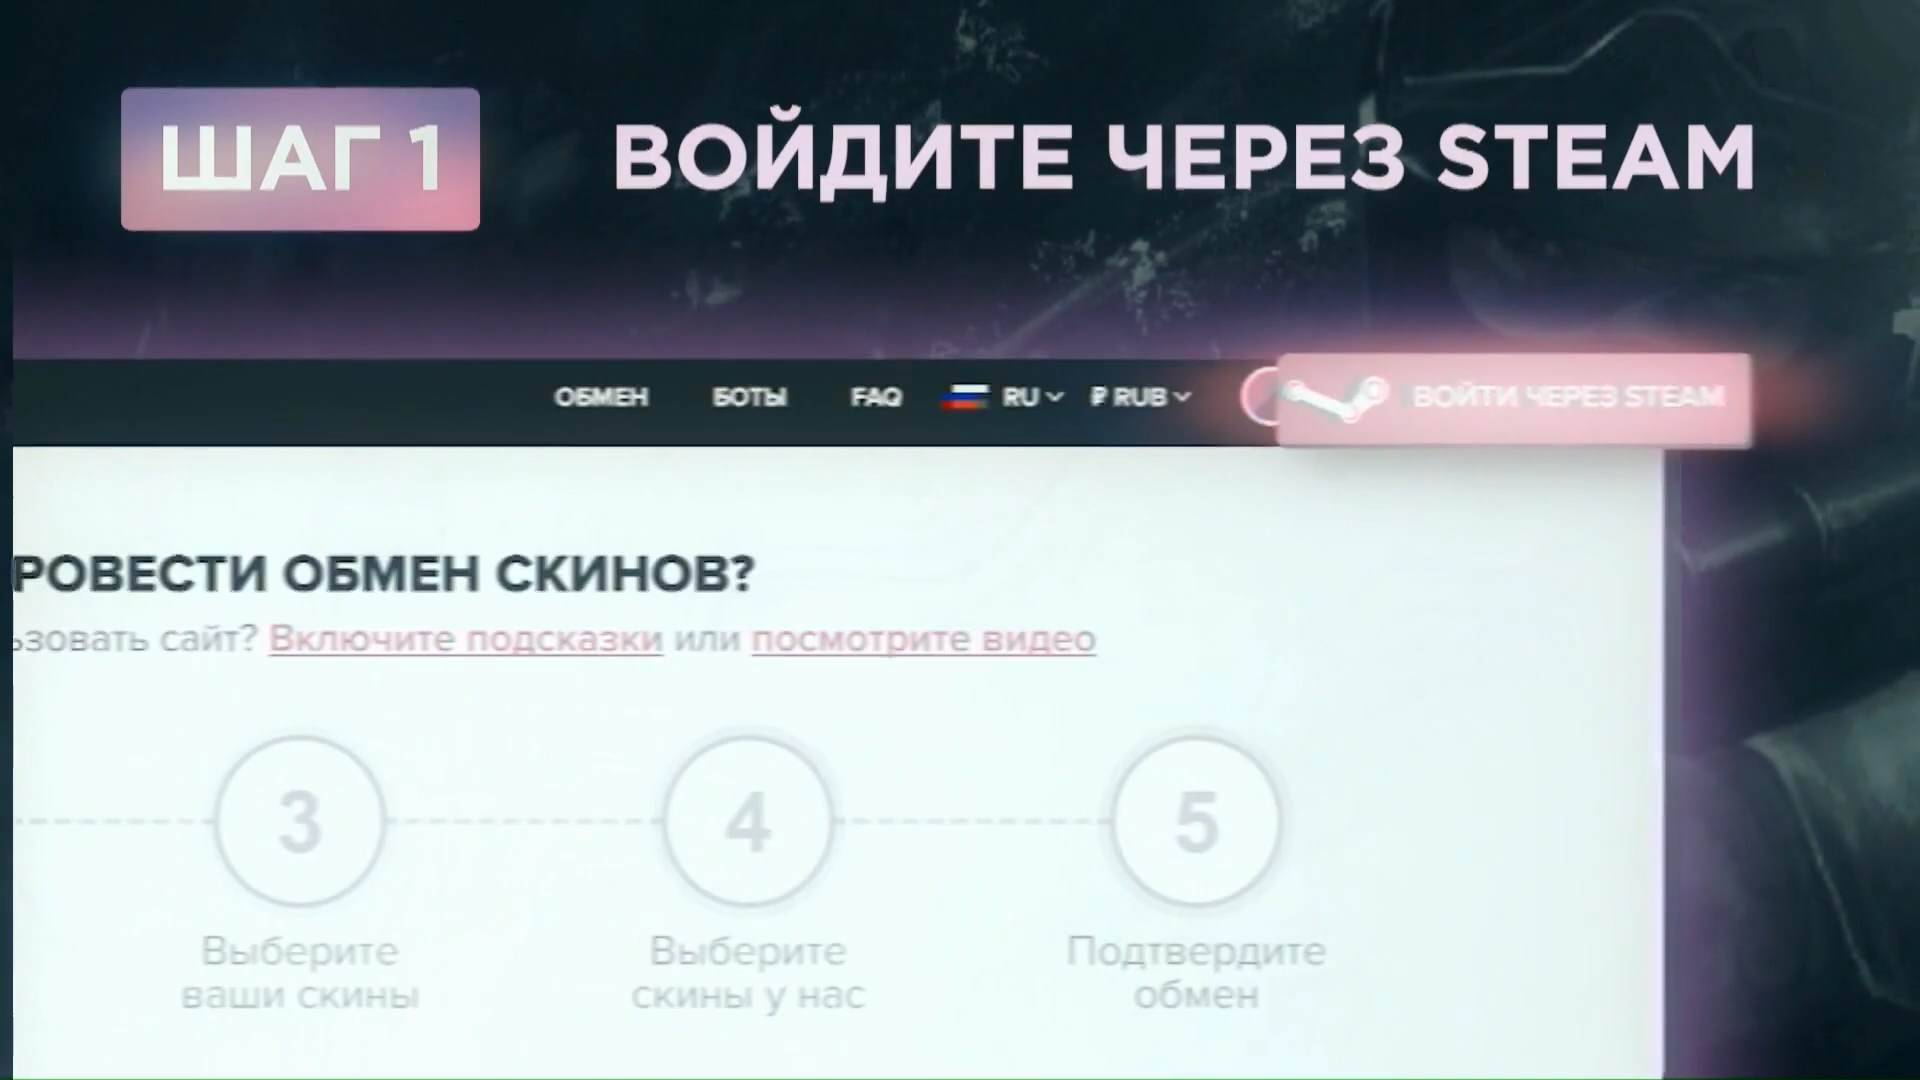 ШАГ 1
ВОЙДИТЕ ЧЕРЕЗ STEAM
ОБМЕН БОТЫ FAQ RU ₽ RUB ВОЙТИ ЧЕРЕЗ STEAM
РОВЕСТИ ОБМЕН СКИНОВ?
ьзовать сайт? Включите подсказки или посмотрите видео
3 4 5
Выберите Выберите Подтвердите
ваши скины скины у нас обмен